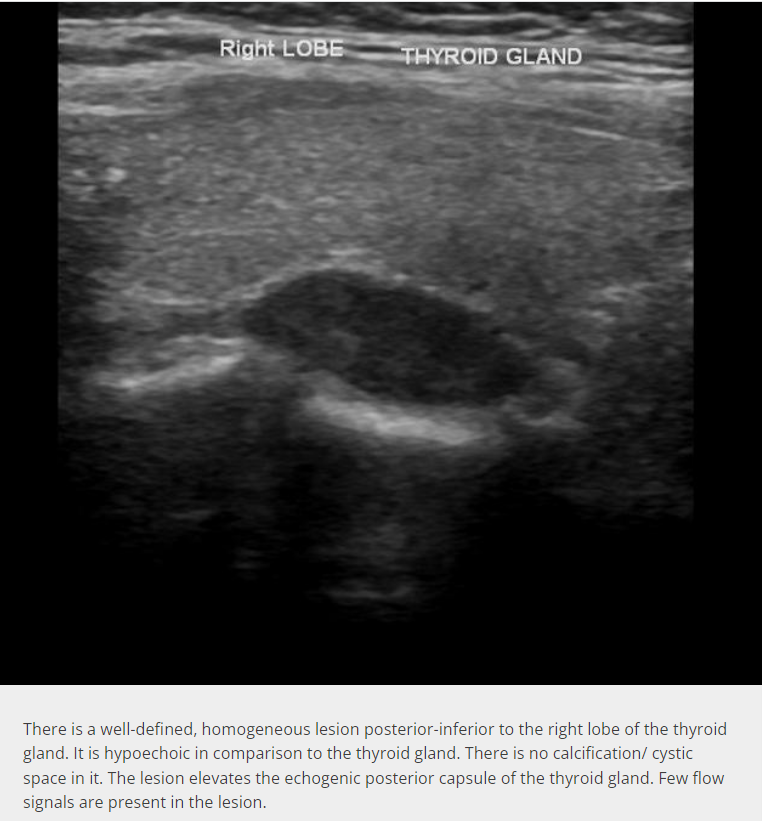 Right LOBE THYROID GLAND
There is a well-defined, homogeneous lesion posterior-inferior to the right lobe of the thyroid
gland. It is hypoechoic in comparison to the thyroid gland. There is no calcification/ cystic
space in it. The lesion elevates the echogenic posterior capsule of the thyroid gland. Few flow
signals are present in the lesion.